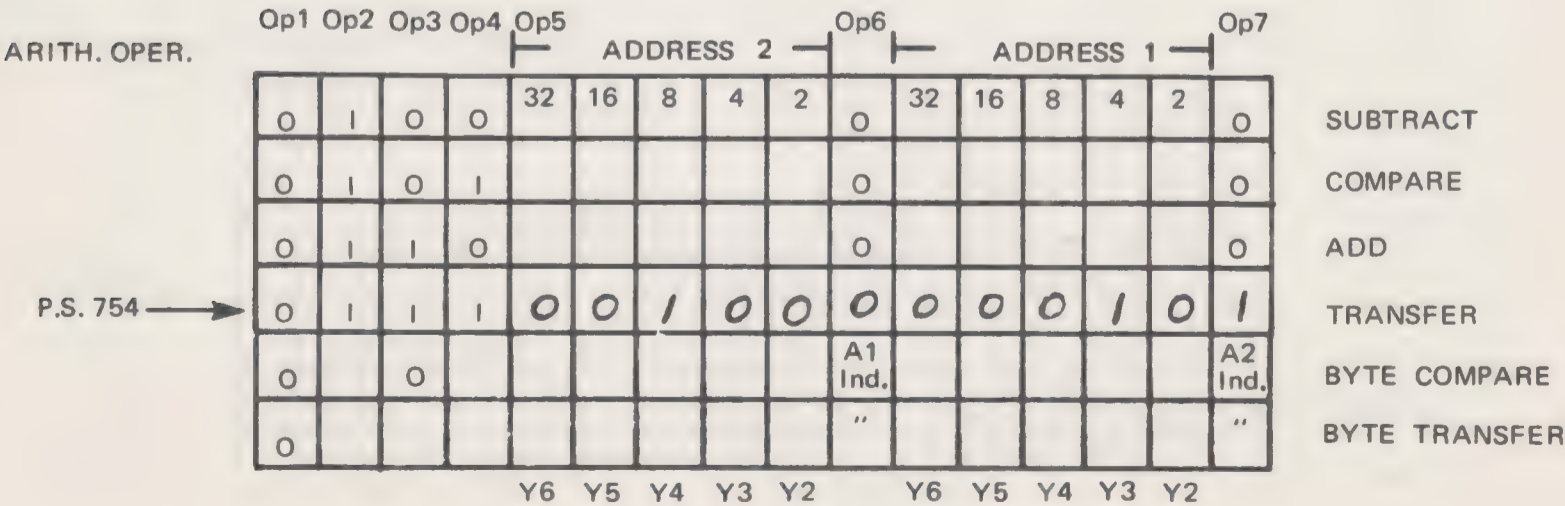 Op1 Op2 Op3 Op4 Op5 Op6 Op7
ARITH. OPER. ADDRESS 2 ADDRESS 1
32 16 8 4 2 32 16 8 4 2
0 1 0 0 0 0 SUBTRACT
0 1 0 1 0 0 COMPARE
0 1 1 0 0 0 ADD
P.S. 754 0 1 1 1 0 0 1 0 0 0 0 0 0 1 0 1 TRANSFER
0 0 A1 Ind. A2 Ind. BYTE COMPARE
0 " " BYTE TRANSFER
Y6 Y5 Y4 Y3 Y2 Y6 Y5 Y4 Y3 Y2